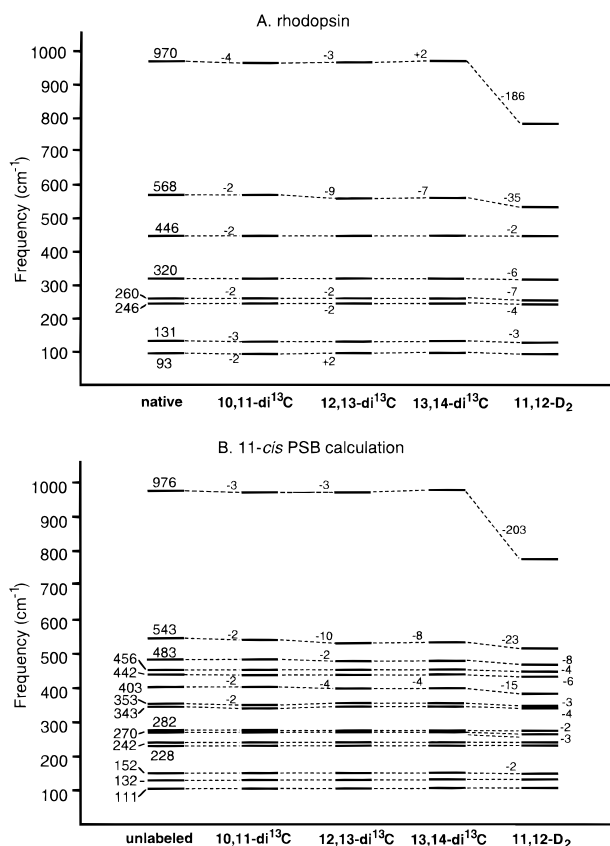 A. rhodopsin
Frequency (cm⁻¹)
1000
900
800
700
600
500
400
300
200
100
970 -4 -3 +2 -186
568 -2 -9 -7 -35
446 -2 -2
320 -6
260 -2 -2 -7
246 -2 -4
131 -3 -3
93 -2 +2
native 10,11-di¹³C 12,13-di¹³C 13,14-di¹³C 11,12-D₂
B. 11-cis PSB calculation
Frequency (cm⁻¹)
1000
900
800
700
600
500
400
300
200
100
976 -3 -3 -203
543 -2 -10 -8 -23
483 -2 -8
456 -4
442 -6
403 -2 -4 -4 -15
353 -2 -3
343 -4
282 -2
270 -3
242
228
152 -2
132
111
unlabeled 10,11-di¹³C 12,13-di¹³C 13,14-di¹³C 11,12-D₂